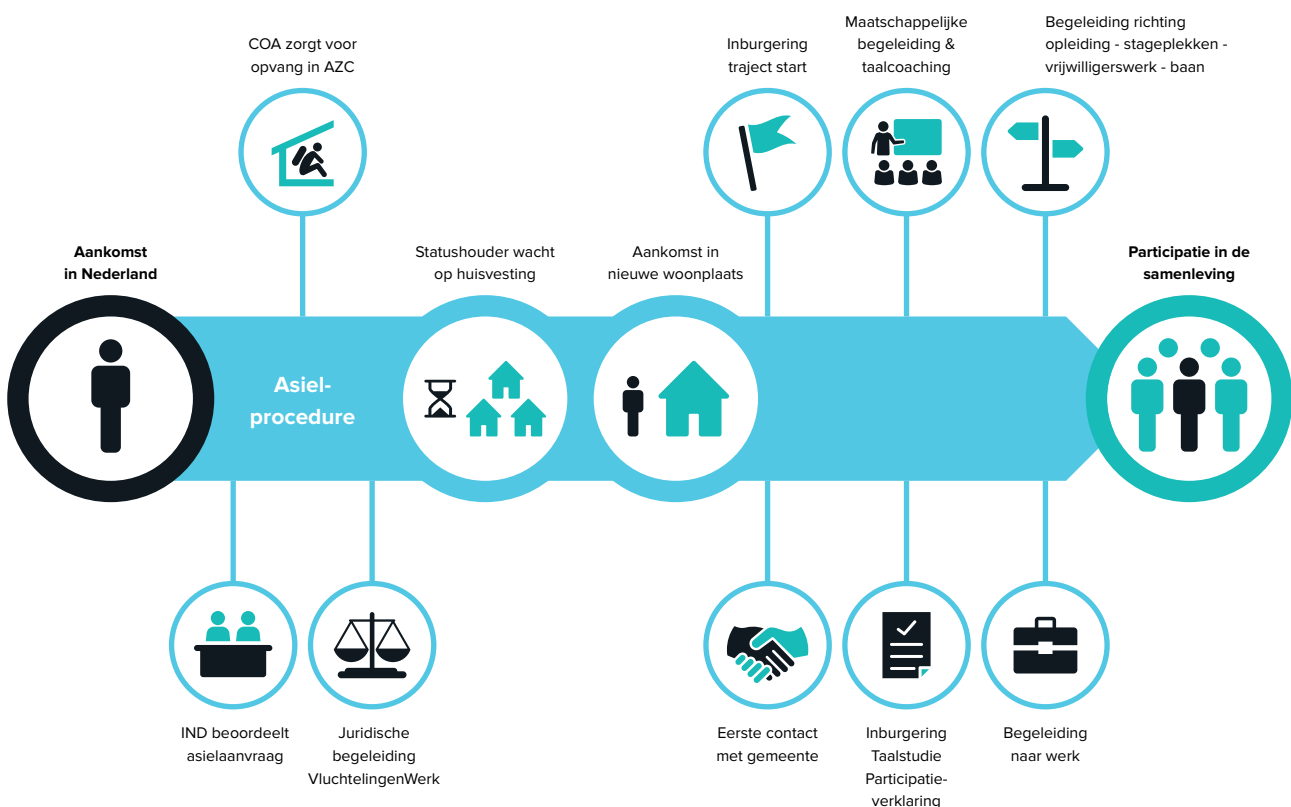 COA zorgt voor
opvang in AZC
Inburgering
traject start
Maatschappelijke
begeleiding &
taalcoaching
Begeleiding richting
opleiding - stageplekken -
vrijwilligerswerk - baan
Aankomst
in Nederland
Statushouder wacht
op huisvesting
Aankomst in
nieuwe woonplaats
Participatie in de
samenleving
Asiel-
procedure
IND beoordeelt
asielaanvraag
Juridische
begeleiding
VluchtelingenWerk
Eerste contact
met gemeente
Inburgering
Taalstudie
Participatie-
verklaring
Begeleiding
naar werk